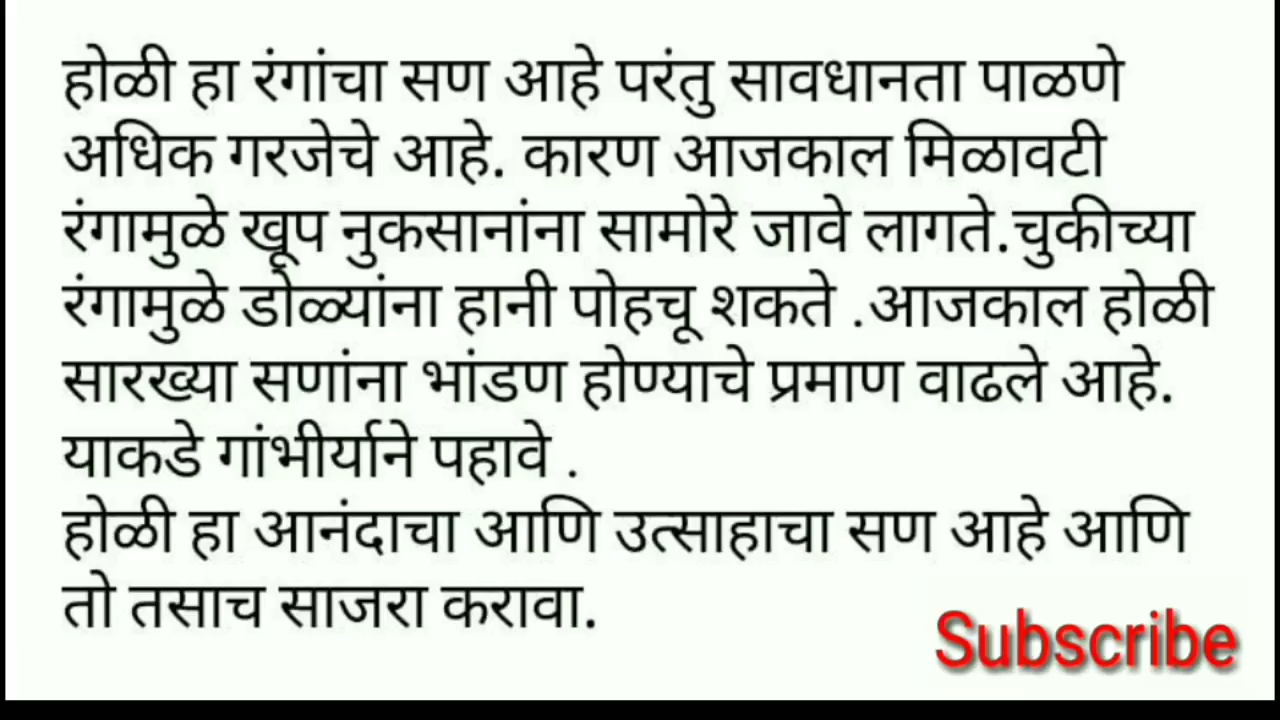 होळी हा रंगांचा सण आहे परंतु सावधानता पाळणे
अधिक गरजेचे आहे. कारण आजकाल मिळावटी
रंगामुळे खूप नुकसानांना सामोरे जावे लागते.चुकीच्या
रंगामुळे डोळ्यांना हानी पोहचू शकते .आजकाल होळी
सारख्या सणांना भांडण होण्याचे प्रमाण वाढले आहे.
याकडे गांभीर्याने पहावे .
होळी हा आनंदाचा आणि उत्साहाचा सण आहे आणि
तो तसाच साजरा करावा.
Subscribe